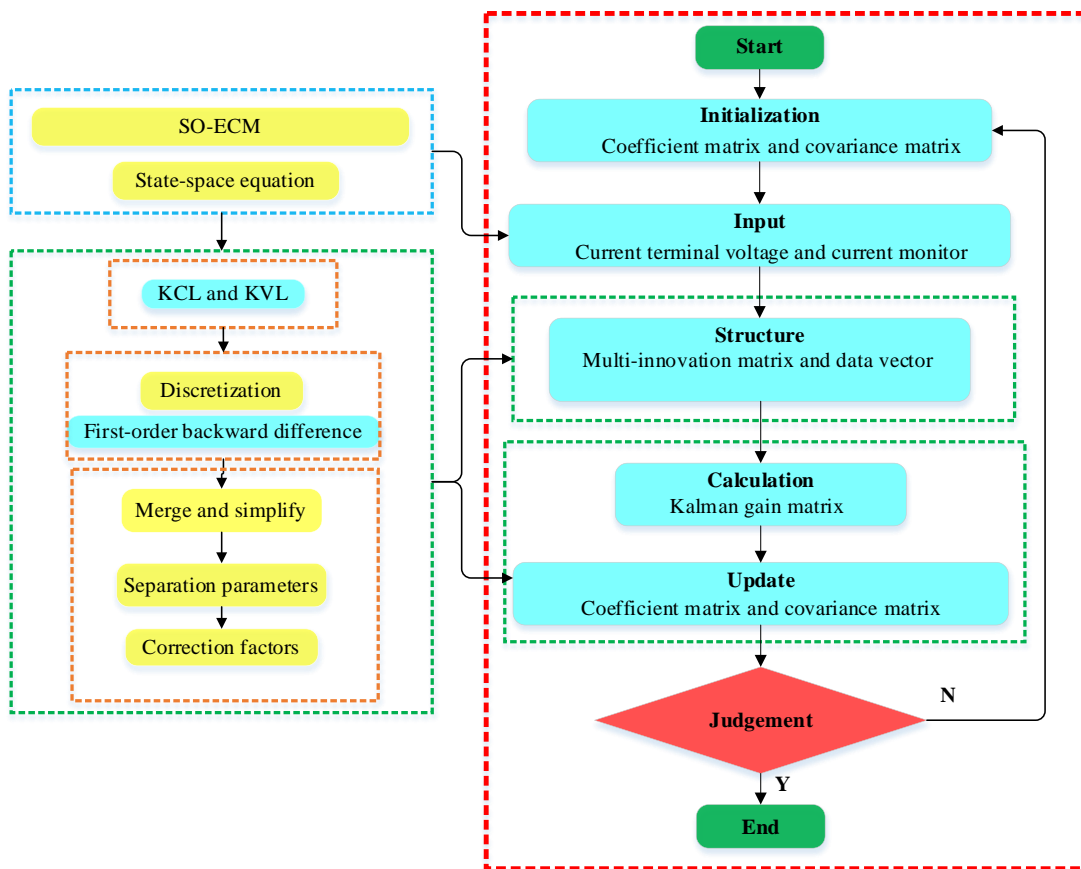 SO-ECM
State-space equation
KCL and KVL
Discretization
First-order backward difference
Merge and simplify
Separation parameters
Correction factors
Start
Initialization
Coefficient matrix and covariance matrix
Input
Current terminal voltage and current monitor
Structure
Multi-innovation matrix and data vector
Calculation
Kalman gain matrix
Update
Coefficient matrix and covariance matrix
Judgement
N
Y
End